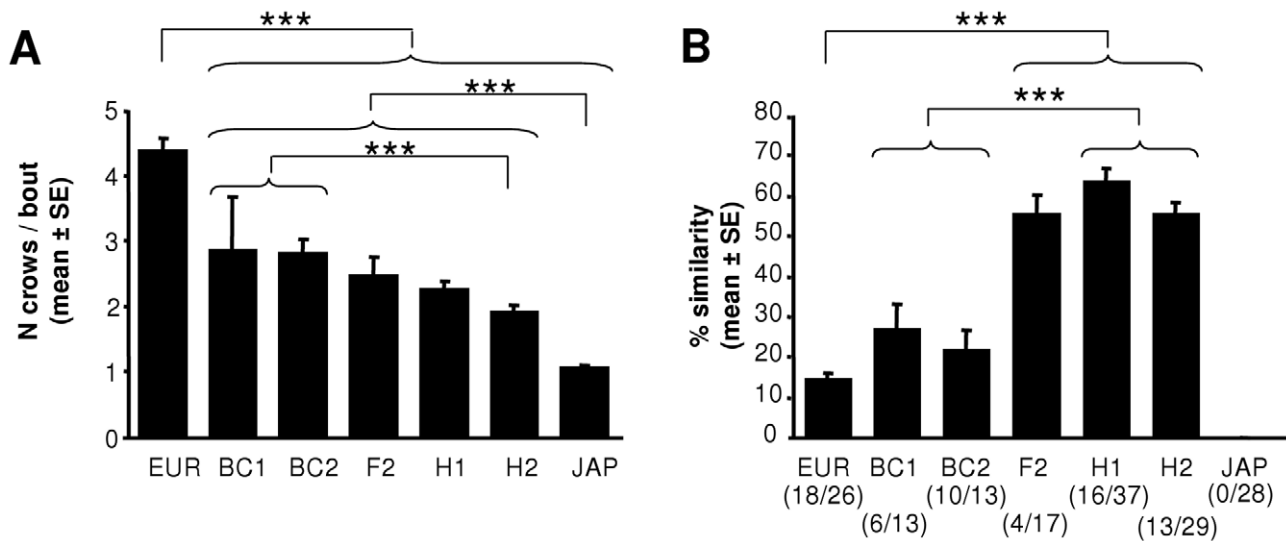 A
***
***
***
N crows / bout
(mean ± SE)
5
4
3
2
1
0
EUR BC1 BC2 F2 H1 H2 JAP
B
***
***
% similarity
(mean ± SE)
80
70
60
50
40
30
20
10
0
EUR BC1 BC2 F2 H1 H2 JAP
(18/26) (10/13) (16/37) (0/28)
(6/13) (4/17) (13/29)